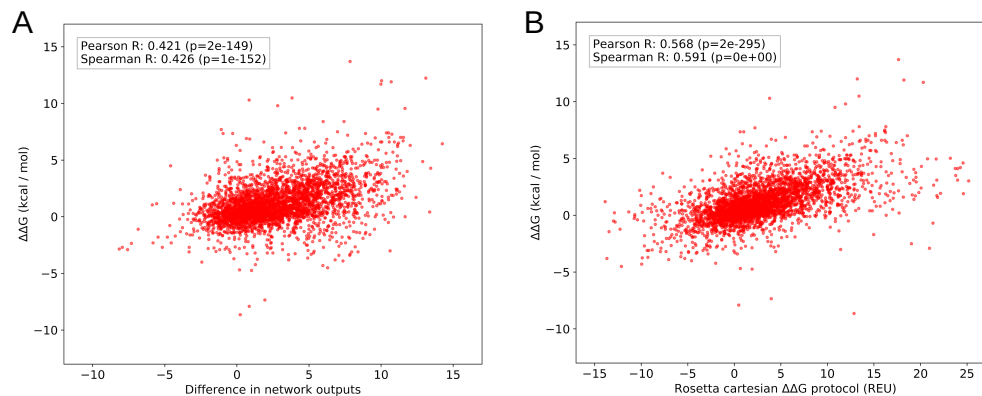 A
Pearson R: 0.421 (p=2e-149)
Spearman R: 0.426 (p=1e-152)
15
10
5
0
−5
−10
ΔΔG (kcal / mol)
−10 −5 0 5 10 15
Difference in network outputs
B
Pearson R: 0.568 (p=2e-295)
Spearman R: 0.591 (p=0e+00)
15
10
5
0
−5
−10
ΔΔG (kcal / mol)
−15 −10 −5 0 5 10 15 20 25
Rosetta cartesian ΔΔG protocol (REU)